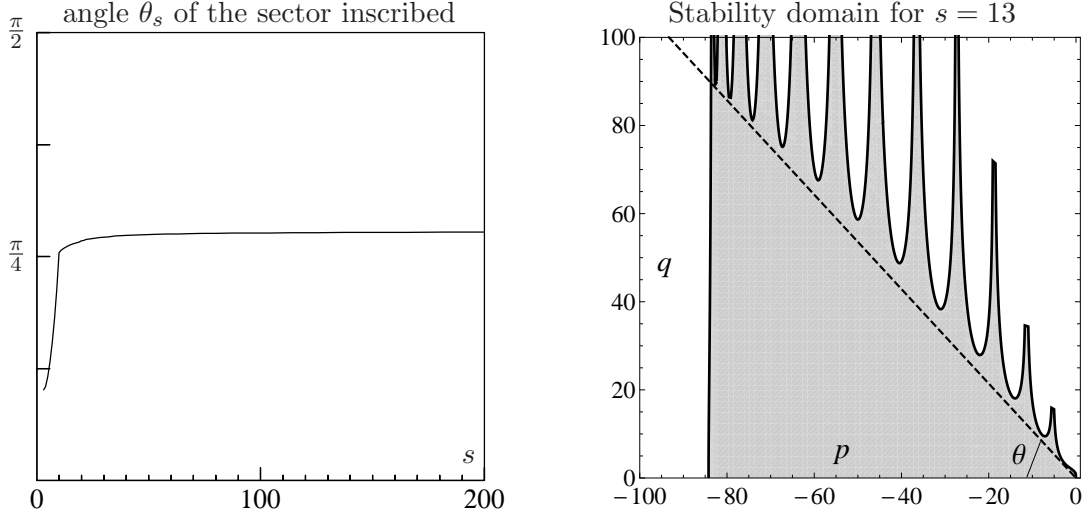 angle θₛ of the sector inscribed
π/2
π/4
s
0 100 200
Stability domain for s = 13
100
80
60
40
20
0
q
p
θ
−100 −80 −60 −40 −20 0